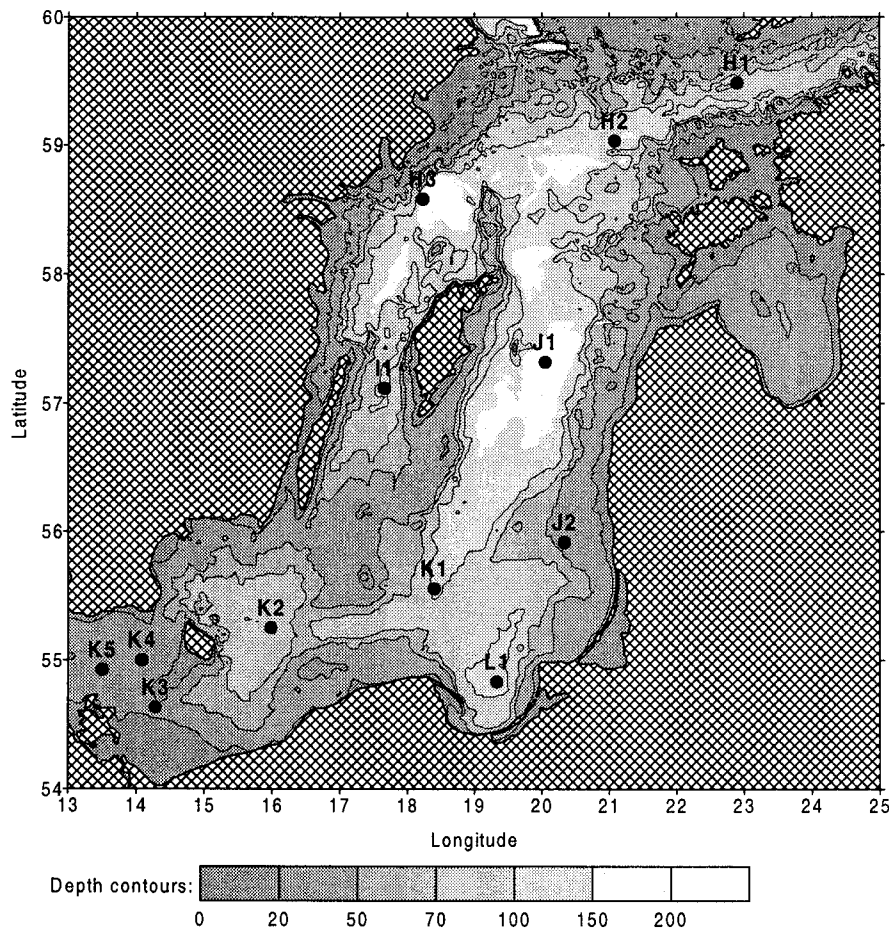 60
59
58
57
56
55
54
Latitude
H1
H2
H3
J1
I1
J2
K1
K2
K4
K5
L1
K3
13 14 15 16 17 18 19 20 21 22 23 24 25
Longitude
Depth contours:
0 20 50 70 100 150 200